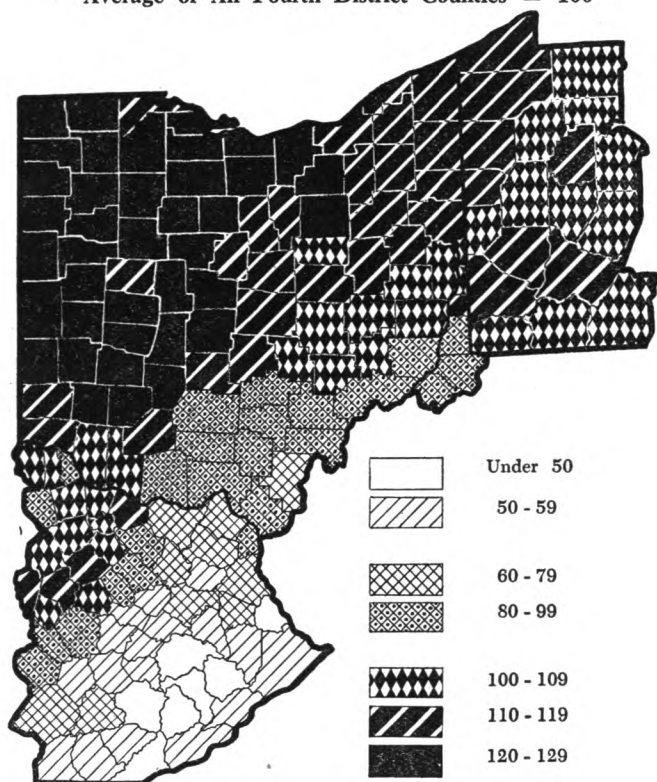 Average of All Fourth District Counties = 100
Under 50
50 - 59
60 - 79
80 - 99
100 - 109
110 - 119
120 - 129